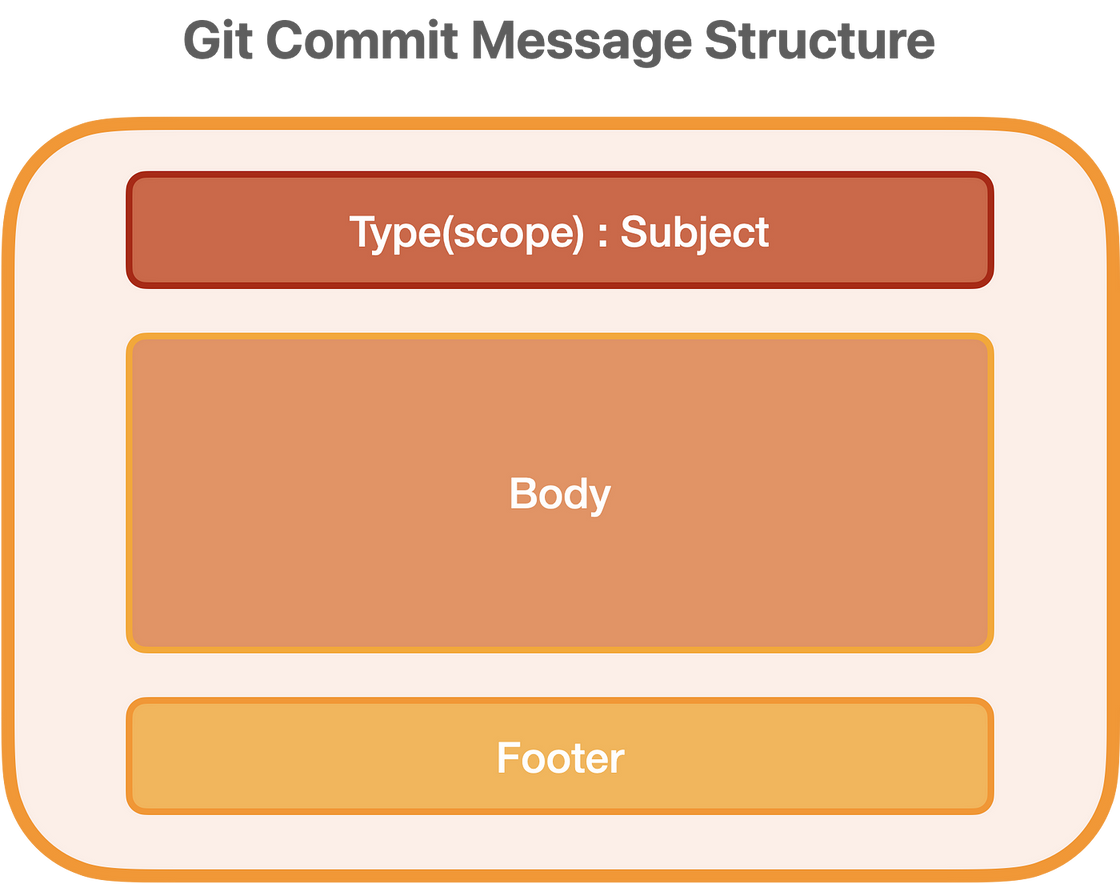 Git Commit Message Structure
Type(scope) : Subject
Body
Footer